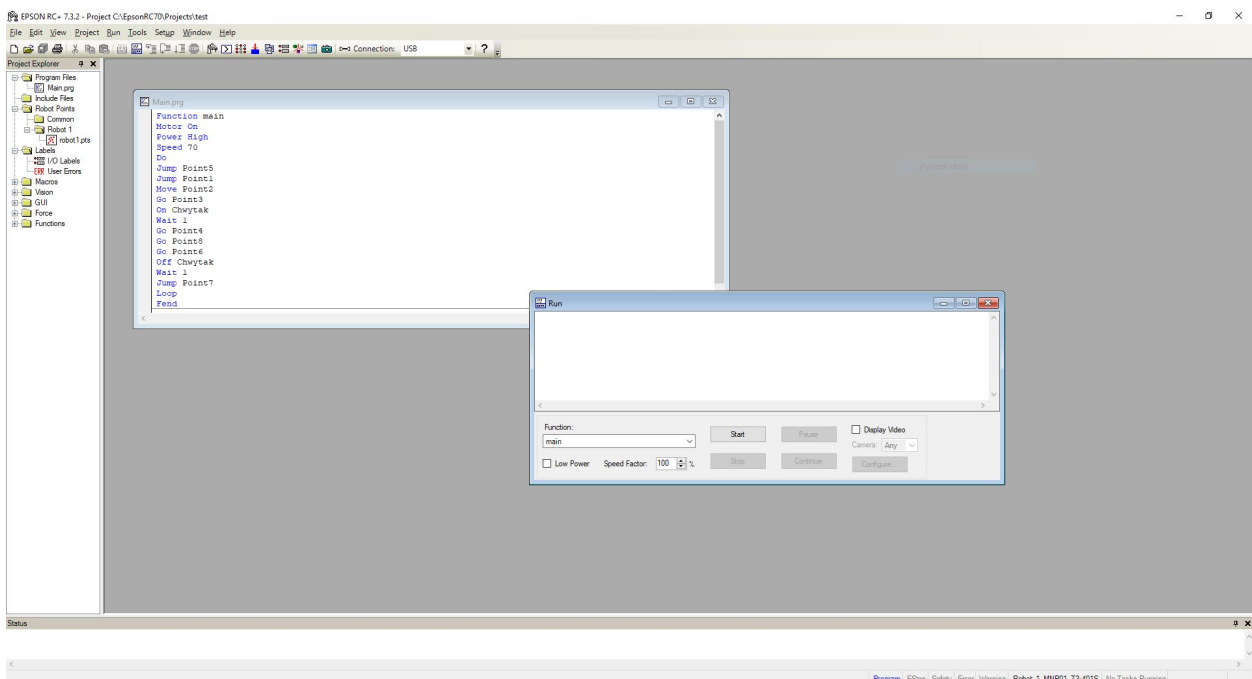 EPSON RC+ 7.3.2 - Project C:\EpsonRC70\Projects\test
File Edit View Project Run Tools Setup Window Help
Connection: USB
Project Explorer
Program Files
Main.prg
Include Files
Robot Points
Common
Robot 1
robot1.pts
Labels
I/O Labels
User Errors
Macros
Vision
GUI
Force
Functions
Main.prg
Function main
Motor On
Power High
Speed 70
Do
Jump Point5
Jump Point1
Move Point2
Go Point3
On Chwytak
Wait 1
Go Point4
Go Point8
Go Point6
Off Chwytak
Wait 1
Jump Point7
Loop
Fend
Run
Function:
main
Start Pause
Display Video
Camera: Any
Low Power Speed Factor: 100 %
Stop Continue Configure...
Status
Program EStop Safety Error Warning Robot 1, MNR01, T3-401S No Tasks Running